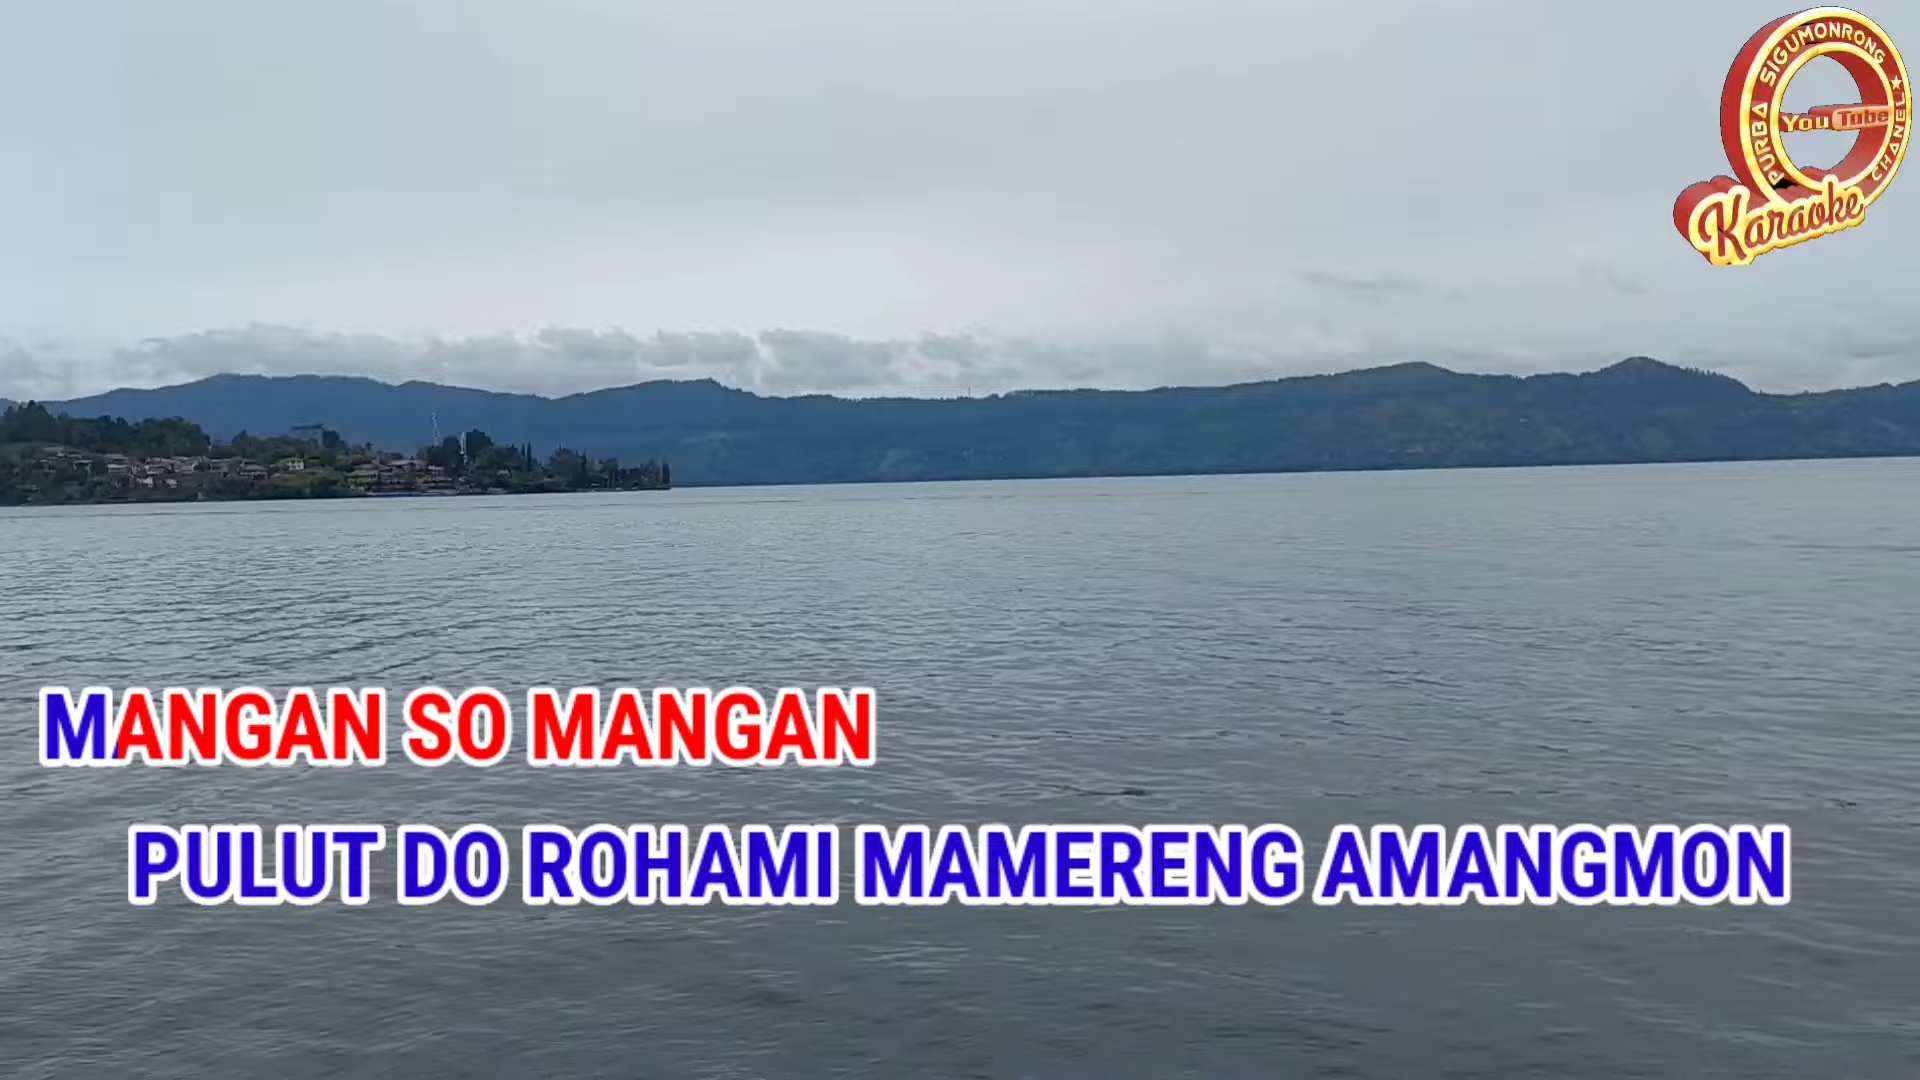 PURBA SIGUMONRONG ★ CHANEL
YouTube
Karaoke
MANGAN SO MANGAN
PULUT DO ROHAMI MAMERENG AMANGMON